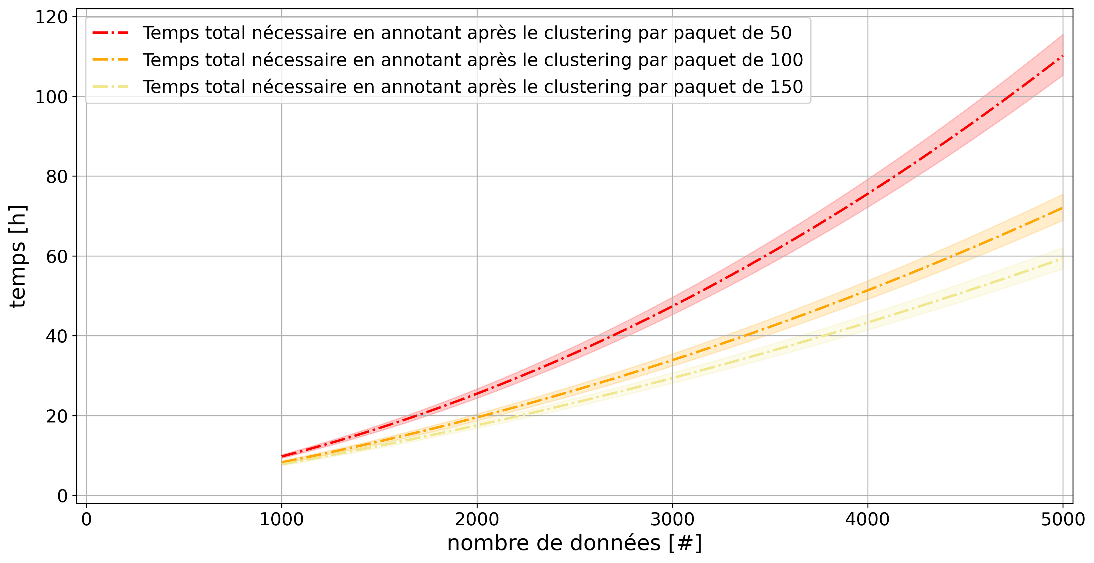 120
100
80
60
40
20
0
temps [h]
Temps total nécessaire en annotant après le clustering par paquet de 50
Temps total nécessaire en annotant après le clustering par paquet de 100
Temps total nécessaire en annotant après le clustering par paquet de 150
0 1000 2000 3000 4000 5000
nombre de données [#]